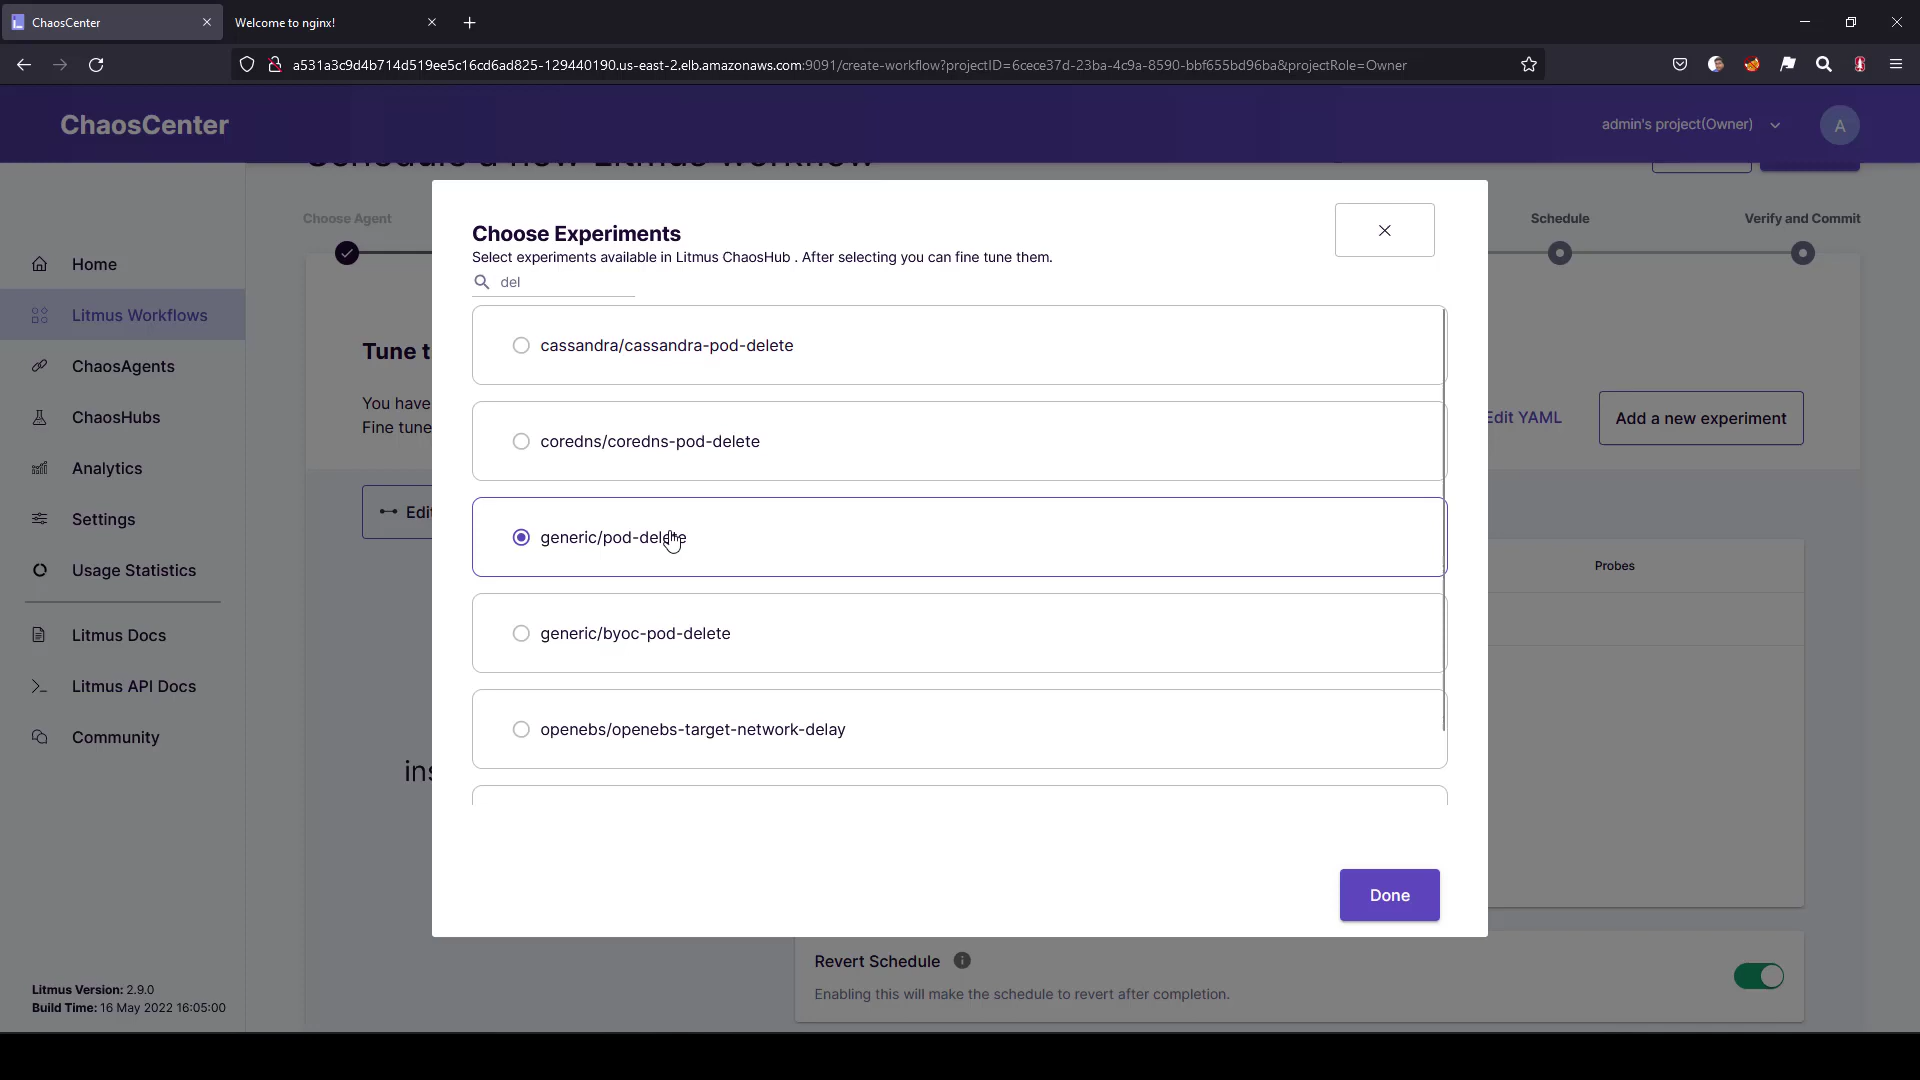 ChaosCenter
Welcome to nginx!
a531a3c9d4b714d519ee5c16cd6ad825-129440190.us-east-2.elb.amazonaws.com:9091/create-workflow?projectID=6cece37d-23ba-4c9a-8590-bbf655bd96ba&projectRole=Owner
ChaosCenter
admin's project(Owner)
A
Schedule a new Litmus workflow
Choose Agent
Schedule
Verify and Commit
Home
Litmus Workflows
ChaosAgents
ChaosHubs
Analytics
Settings
Usage Statistics
Litmus Docs
Litmus API Docs
Community
Litmus Version: 2.9.0
Build Time: 16 May 2022 16:05:00
Tune t
You have
Fine tune
Edit YAML
Add a new experiment
Edit
Probes
ins
Choose Experiments
Select experiments available in Litmus ChaosHub . After selecting you can fine tune them.
del
cassandra/cassandra-pod-delete
coredns/coredns-pod-delete
generic/pod-delete
generic/byoc-pod-delete
openebs/openebs-target-network-delay
Done
Revert Schedule
Enabling this will make the schedule to revert after completion.